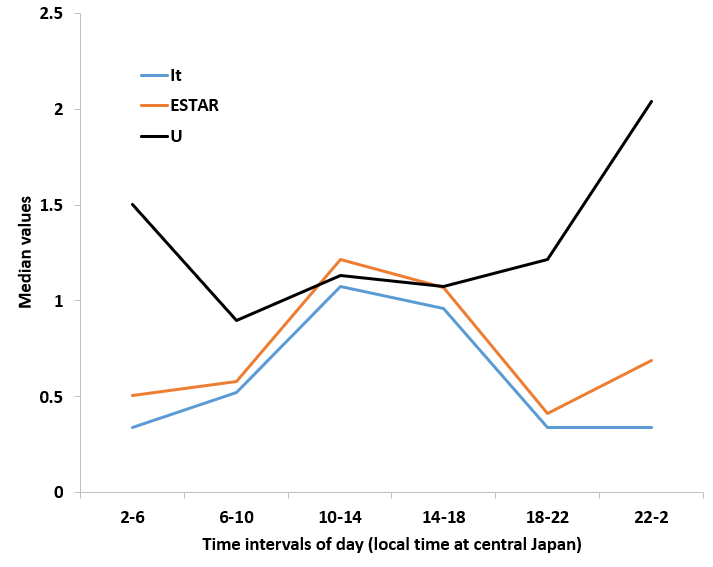 2.5
2
1.5
1
0.5
0
Median values
It
ESTAR
U
2-6 6-10 10-14 14-18 18-22 22-2
Time intervals of day (local time at central Japan)